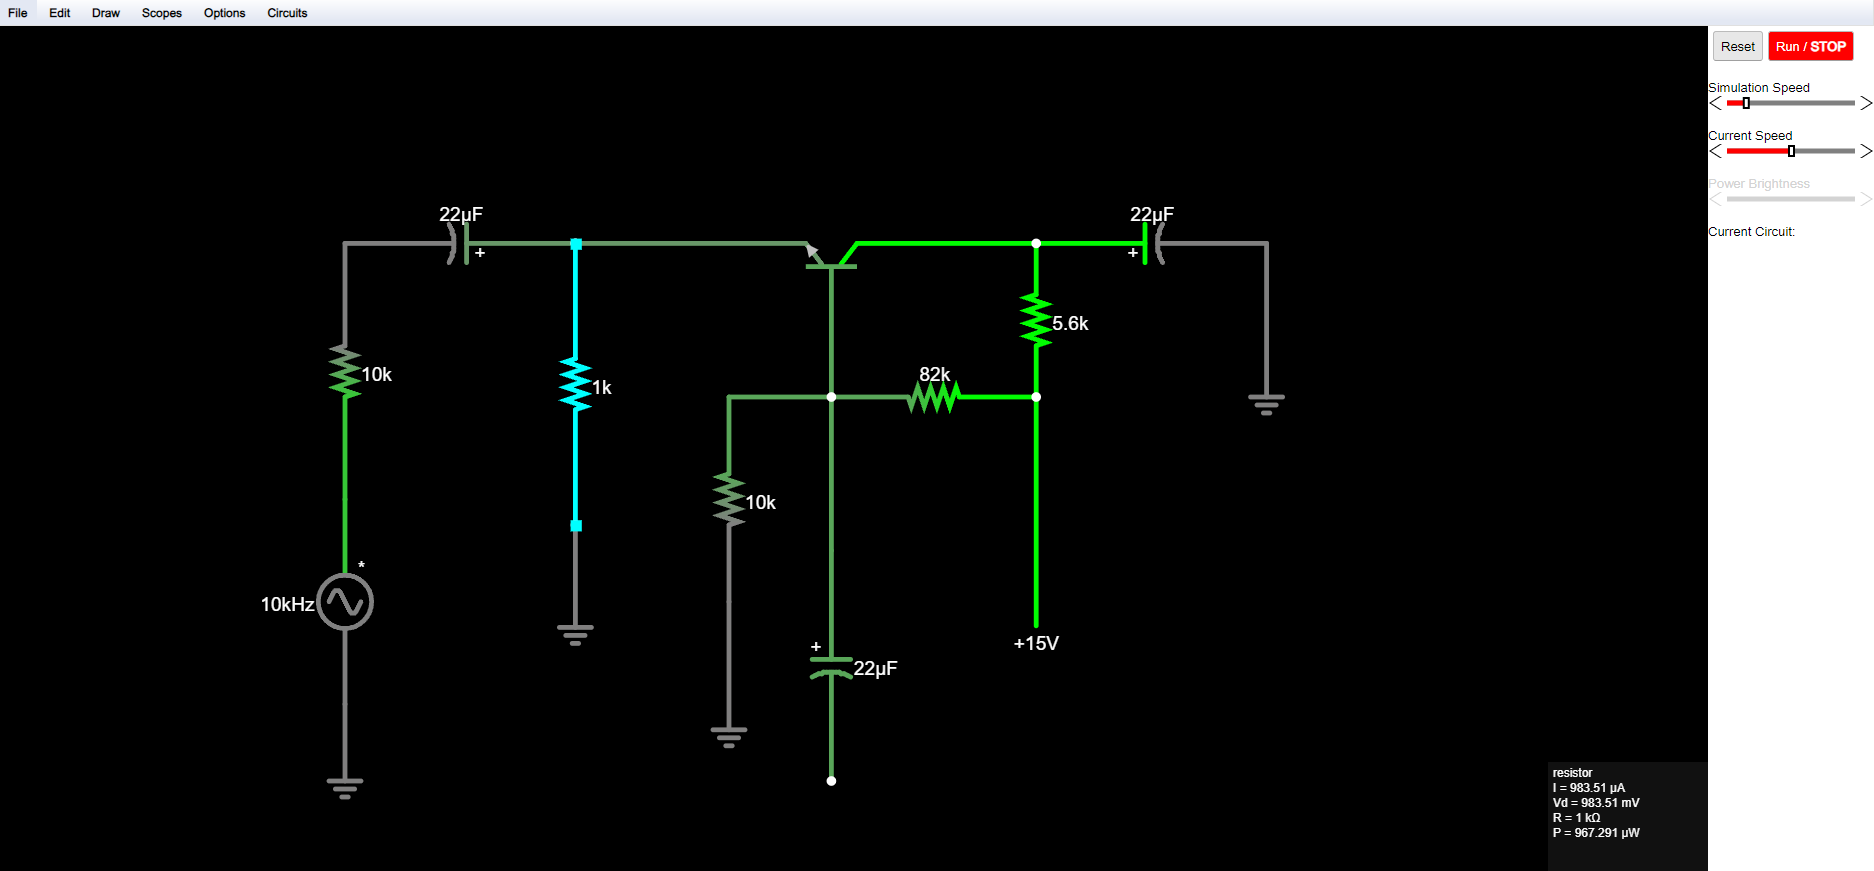 File Edit Draw Scopes Options Circuits
Reset Run / STOP
Simulation Speed
Current Speed
Power Brightness
Current Circuit:
22µF
+
22µF
+
5.6k
10k
1k
82k
10k
*
10kHz
+15V
+
22µF
resistor
I = 983.51 µA
Vd = 983.51 mV
R = 1 kΩ
P = 967.291 µW